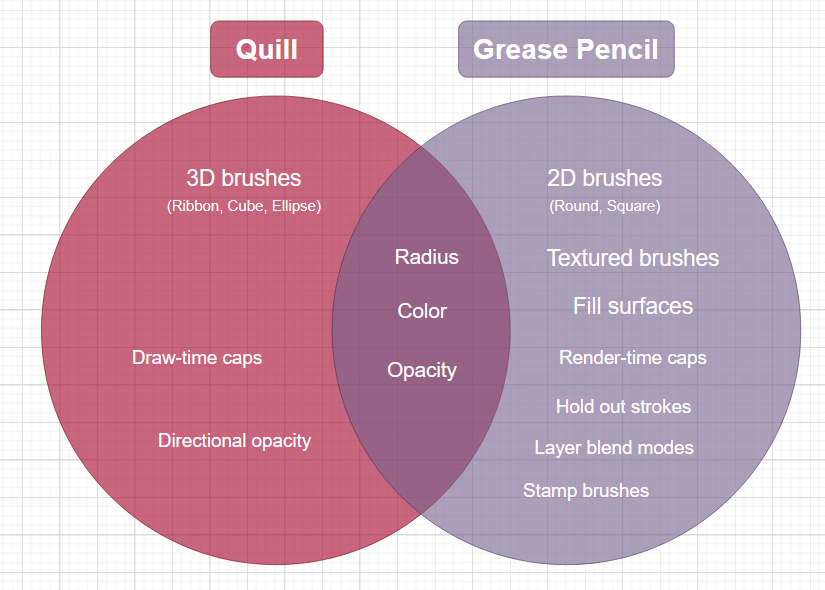 Quill
Grease Pencil
3D brushes
(Ribbon, Cube, Ellipse)
Draw-time caps
Directional opacity
Radius
Color
Opacity
2D brushes
(Round, Square)
Textured brushes
Fill surfaces
Render-time caps
Hold out strokes
Layer blend modes
Stamp brushes